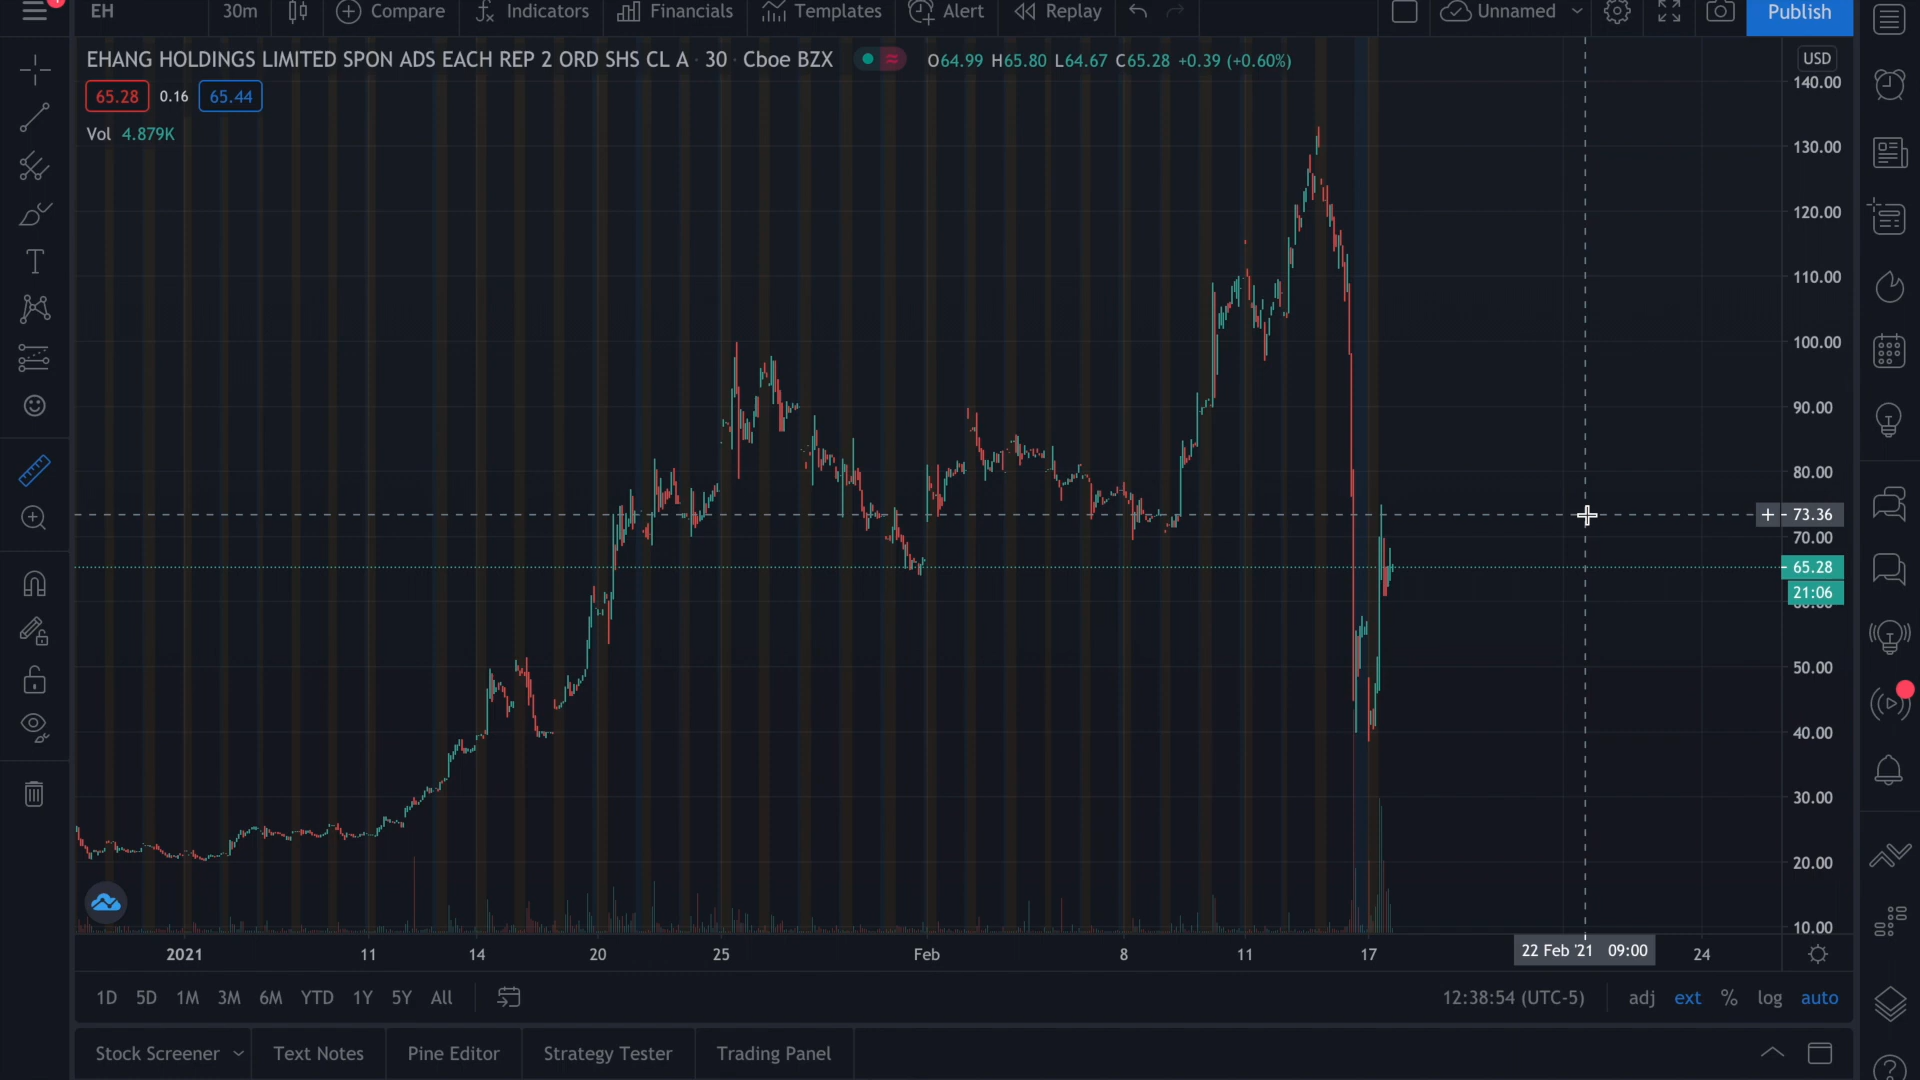 EH 30m Compare Indicators Financials Templates Alert Replay Unnamed Publish
EHANG HOLDINGS LIMITED SPON ADS EACH REP 2 ORD SHS CL A · 30 · Cboe BZX O64.99 H65.80 L64.67 C65.28 +0.39 (+0.60%)
USD
65.28 0.16 65.44
Vol 4.879K
140.00
130.00
120.00
110.00
100.00
90.00
80.00
73.36
70.00
65.28
21:06
50.00
40.00
30.00
20.00
10.00
2021 11 14 20 25 Feb 8 11 17 22 Feb '21 09:00 24
1D 5D 1M 3M 6M YTD 1Y 5Y All 12:38:54 (UTC-5) adj ext % log auto
Stock Screener Text Notes Pine Editor Strategy Tester Trading Panel